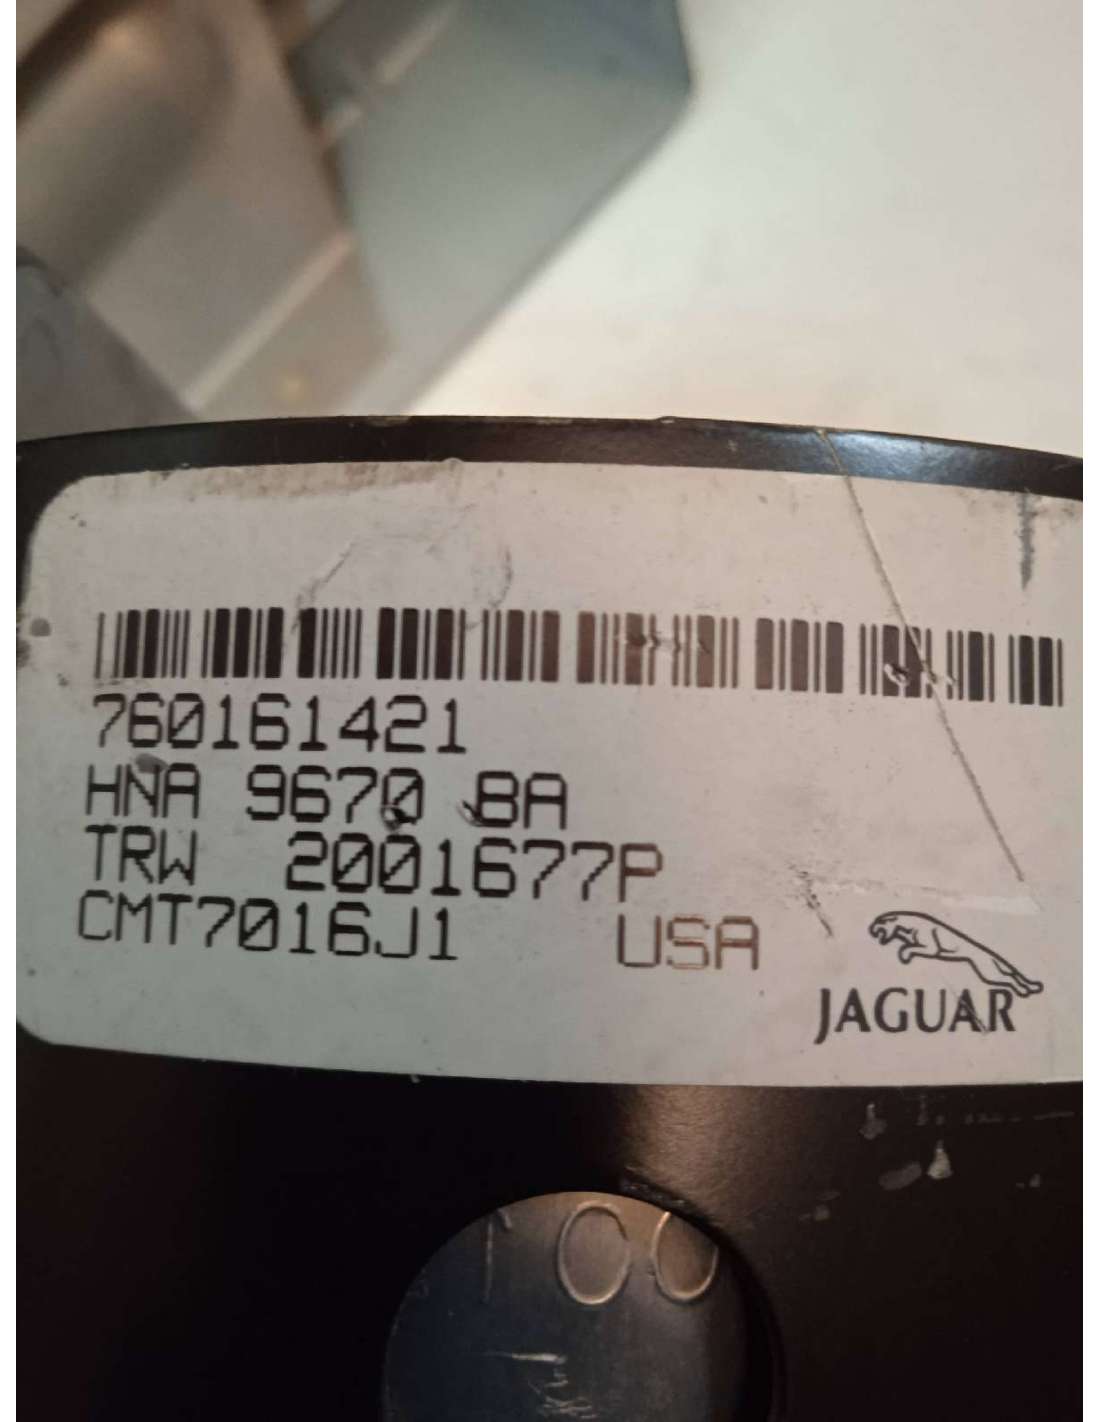 760161421
HNA 9670 BA
TRW 2001677P
CMT7016J1 USA
JAGUAR